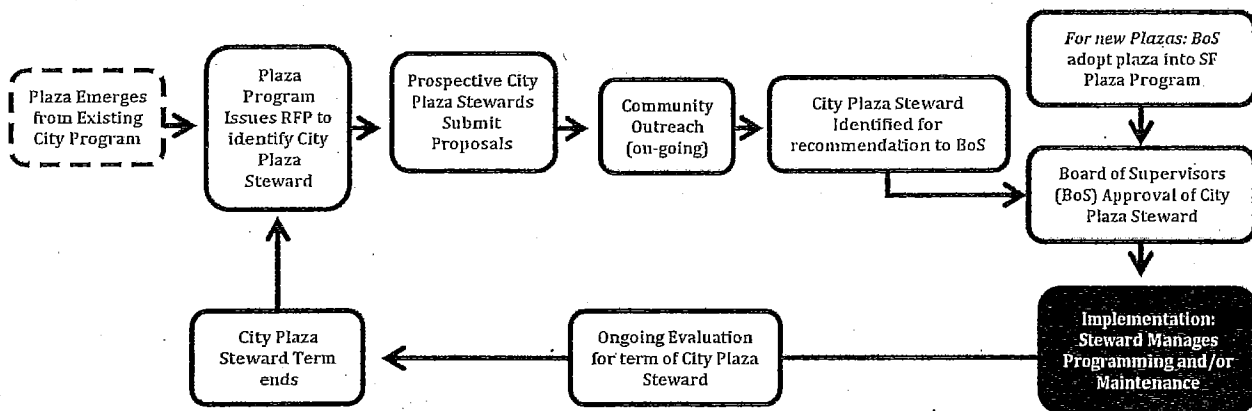 Plaza Emerges
from Existing
City Program
Plaza
Program
Issues RFP to
identify City
Plaza
Steward
Prospective City
Plaza Stewards
Submit
Proposals
Community
Outreach
(on-going)
City Plaza Steward
Identified for
recommendation to BoS
For new Plazas: BoS
adopt plaza into SF
Plaza Program
Board of Supervisors
(BoS) Approval of City
Plaza Steward
Implementation:
Steward Manages
Programming and/or
Maintenance
Ongoing Evaluation
for term of City Plaza
Steward
City Plaza
Steward Term
ends